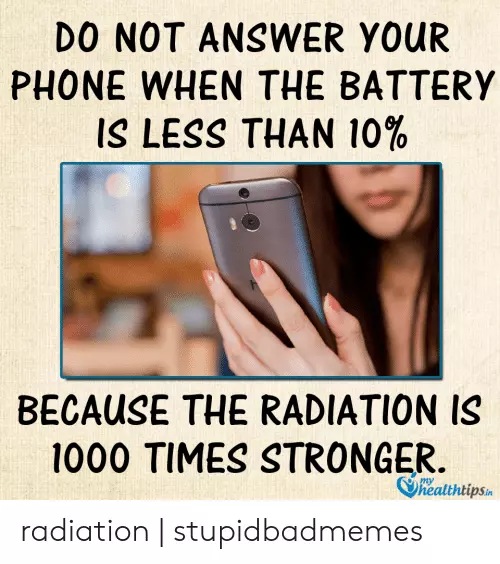 DO NOT ANSWER YOUR
PHONE WHEN THE BATTERY
IS LESS THAN 10%
BECAUSE THE RADIATION IS
1000 TIMES STRONGER.
my
healthtips.in
radiation | stupidbadmemes